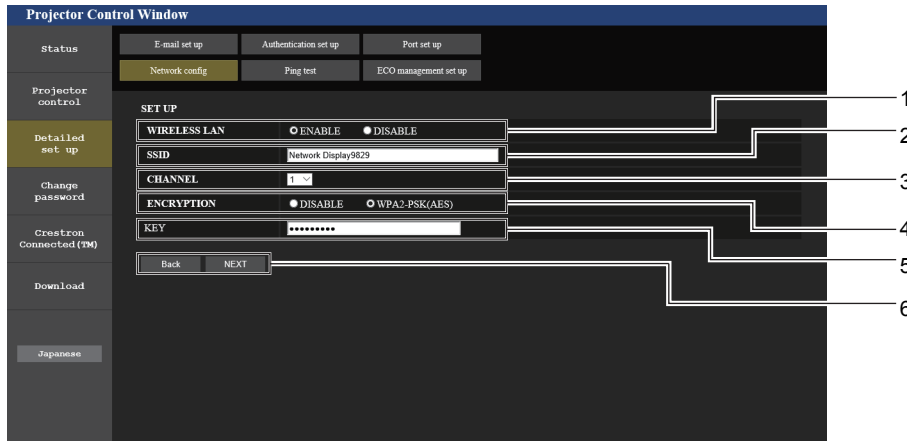 Projector Control Window
Status
E-mail set up
Authentication set up
Port set up
Network config
Ping test
ECO management set up
Projector
control
Detailed
set up
Change
password
Crestron
Connected(TM)
Download
Japanese
SET UP
WIRELESS LAN ENABLE DISABLE
SSID Network Display9829
CHANNEL 1
ENCRYPTION DISABLE WPA2-PSK(AES)
KEY •••••••••
Back NEXT
1
2
3
4
5
6